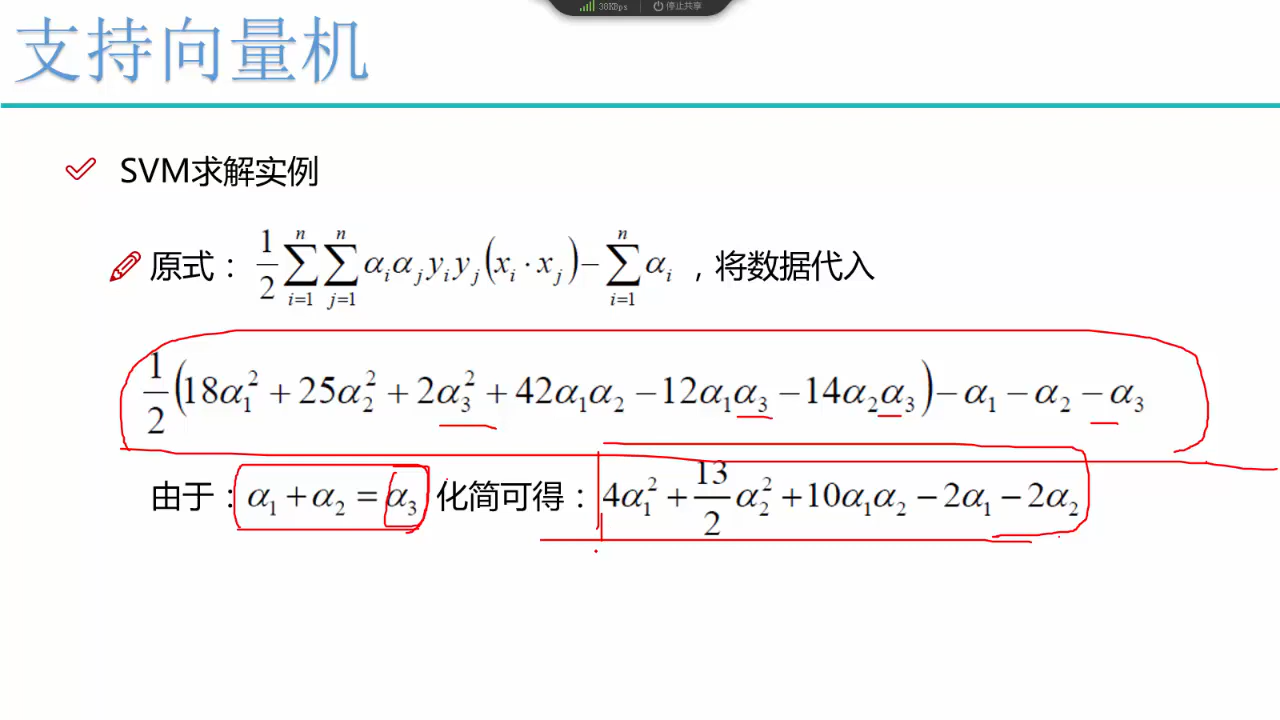 38KBps 停止共享
支持向量机
SVM求解实例
原式： $\frac{1}{2}\sum_{i=1}^{n}\sum_{j=1}^{n}\alpha_i\alpha_j y_i y_j(x_i \cdot x_j) - \sum_{i=1}^{n}\alpha_i$ ，将数据代入
$\frac{1}{2}(18\alpha_1^2 + 25\alpha_2^2 + 2\alpha_3^2 + 42\alpha_1\alpha_2 - 12\alpha_1\alpha_3 - 14\alpha_2\alpha_3) - \alpha_1 - \alpha_2 - \alpha_3$
由于： $\alpha_1 + \alpha_2 = \alpha_3$ 化简可得： $4\alpha_1^2 + \frac{13}{2}\alpha_2^2 + 10\alpha_1\alpha_2 - 2\alpha_1 - 2\alpha_2$